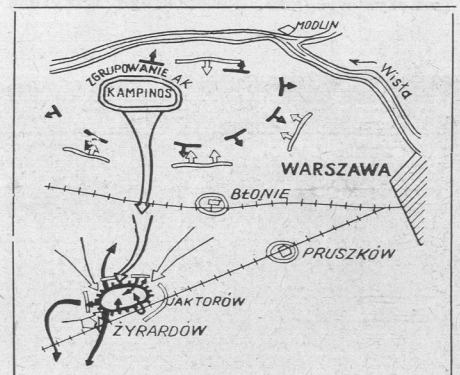 MODLIN
Wisła
ZGRUPOWANIE AK
KAMPINOS
WARSZAWA
BŁONIE
PRUSZKÓW
JAKTORÓW
ŻYRARDÓW